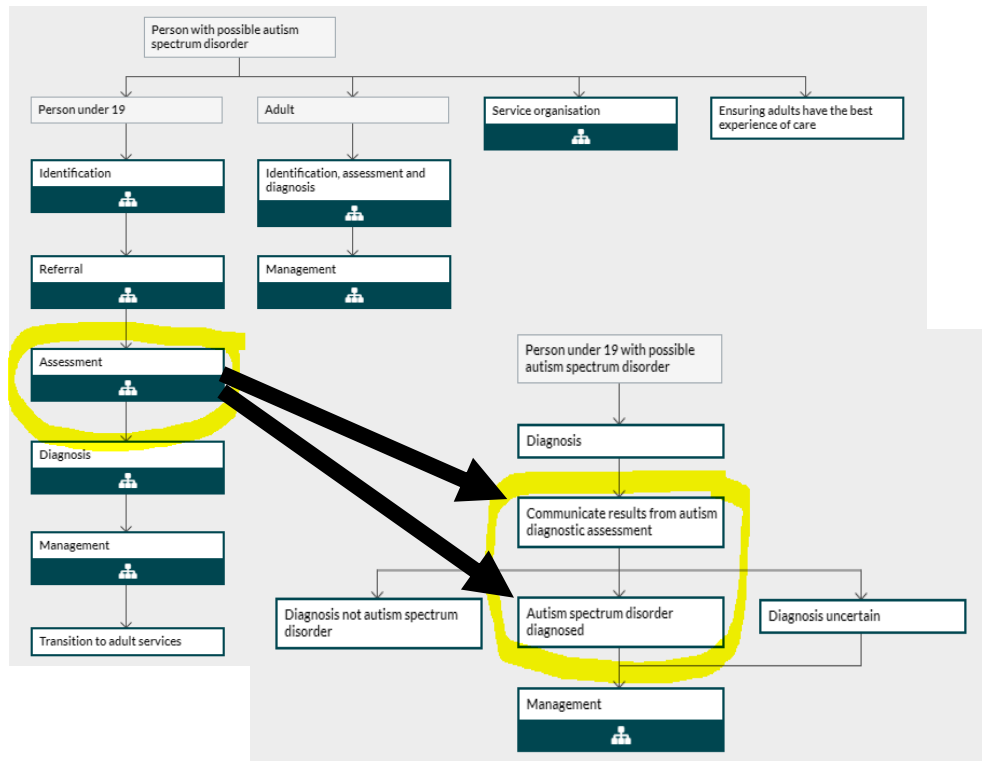 Person with possible autism
spectrum disorder
Person under 19
Adult
Service organisation
Ensuring adults have the best
experience of care
Identification
Identification, assessment and
diagnosis
Referral
Management
Assessment
Diagnosis
Management
Transition to adult services
Person under 19 with possible
autism spectrum disorder
Diagnosis
Communicate results from autism
diagnostic assessment
Diagnosis not autism spectrum
disorder
Autism spectrum disorder
diagnosed
Diagnosis uncertain
Management